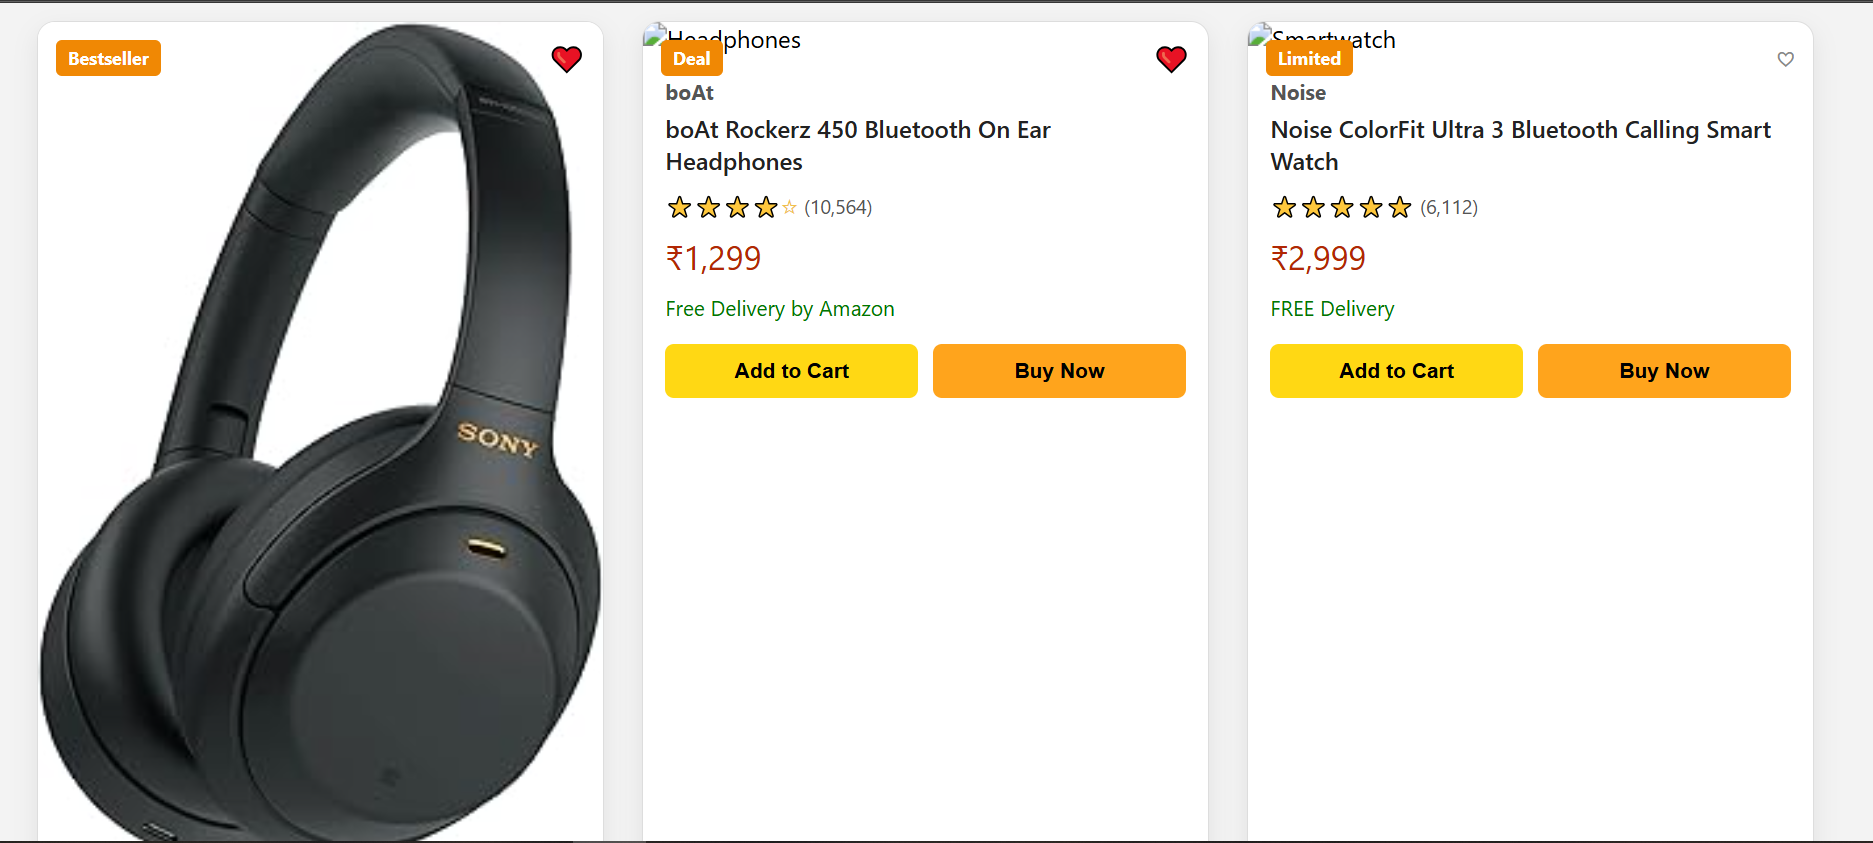 Bestseller
SONY
Headphones
Deal
boAt
boAt Rockerz 450 Bluetooth On Ear
Headphones
(10,564)
₹1,299
Free Delivery by Amazon
Add to Cart
Buy Now
Smartwatch
Limited
Noise
Noise ColorFit Ultra 3 Bluetooth Calling Smart
Watch
(6,112)
₹2,999
FREE Delivery
Add to Cart
Buy Now